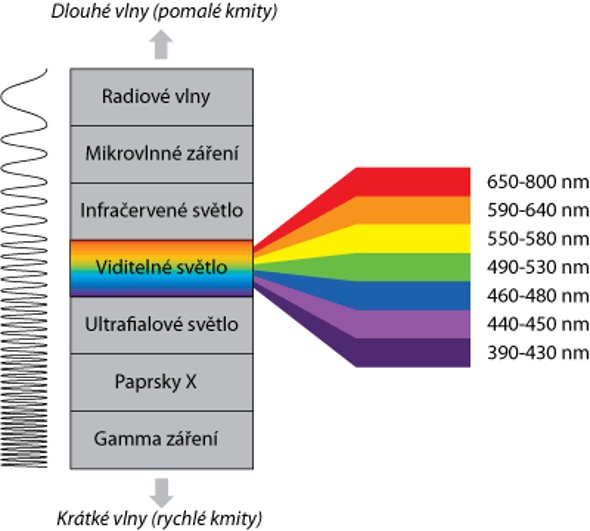 Dlouhé vlny (pomalé kmity)
Radiové vlny
Mikrovlnné záření
Infračervené světlo
Viditelné světlo
Ultrafialové světlo
Paprsky X
Gamma záření
Krátké vlny (rychlé kmity)
650-800 nm
590-640 nm
550-580 nm
490-530 nm
460-480 nm
440-450 nm
390-430 nm